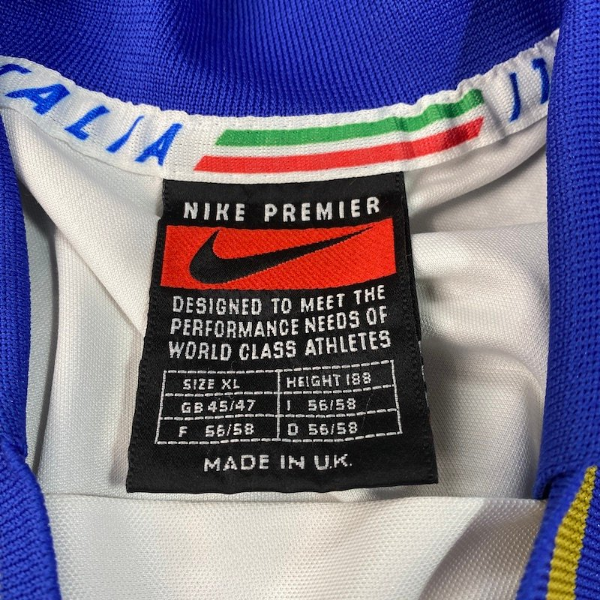 ITALIA
NIKE PREMIER
DESIGNED TO MEET THE
PERFORMANCE NEEDS OF
WORLD CLASS ATHLETES
SIZE XL HEIGHT 188
GB 45/47 I 56/58
F 56/58 D 56/58
MADE IN U.K.